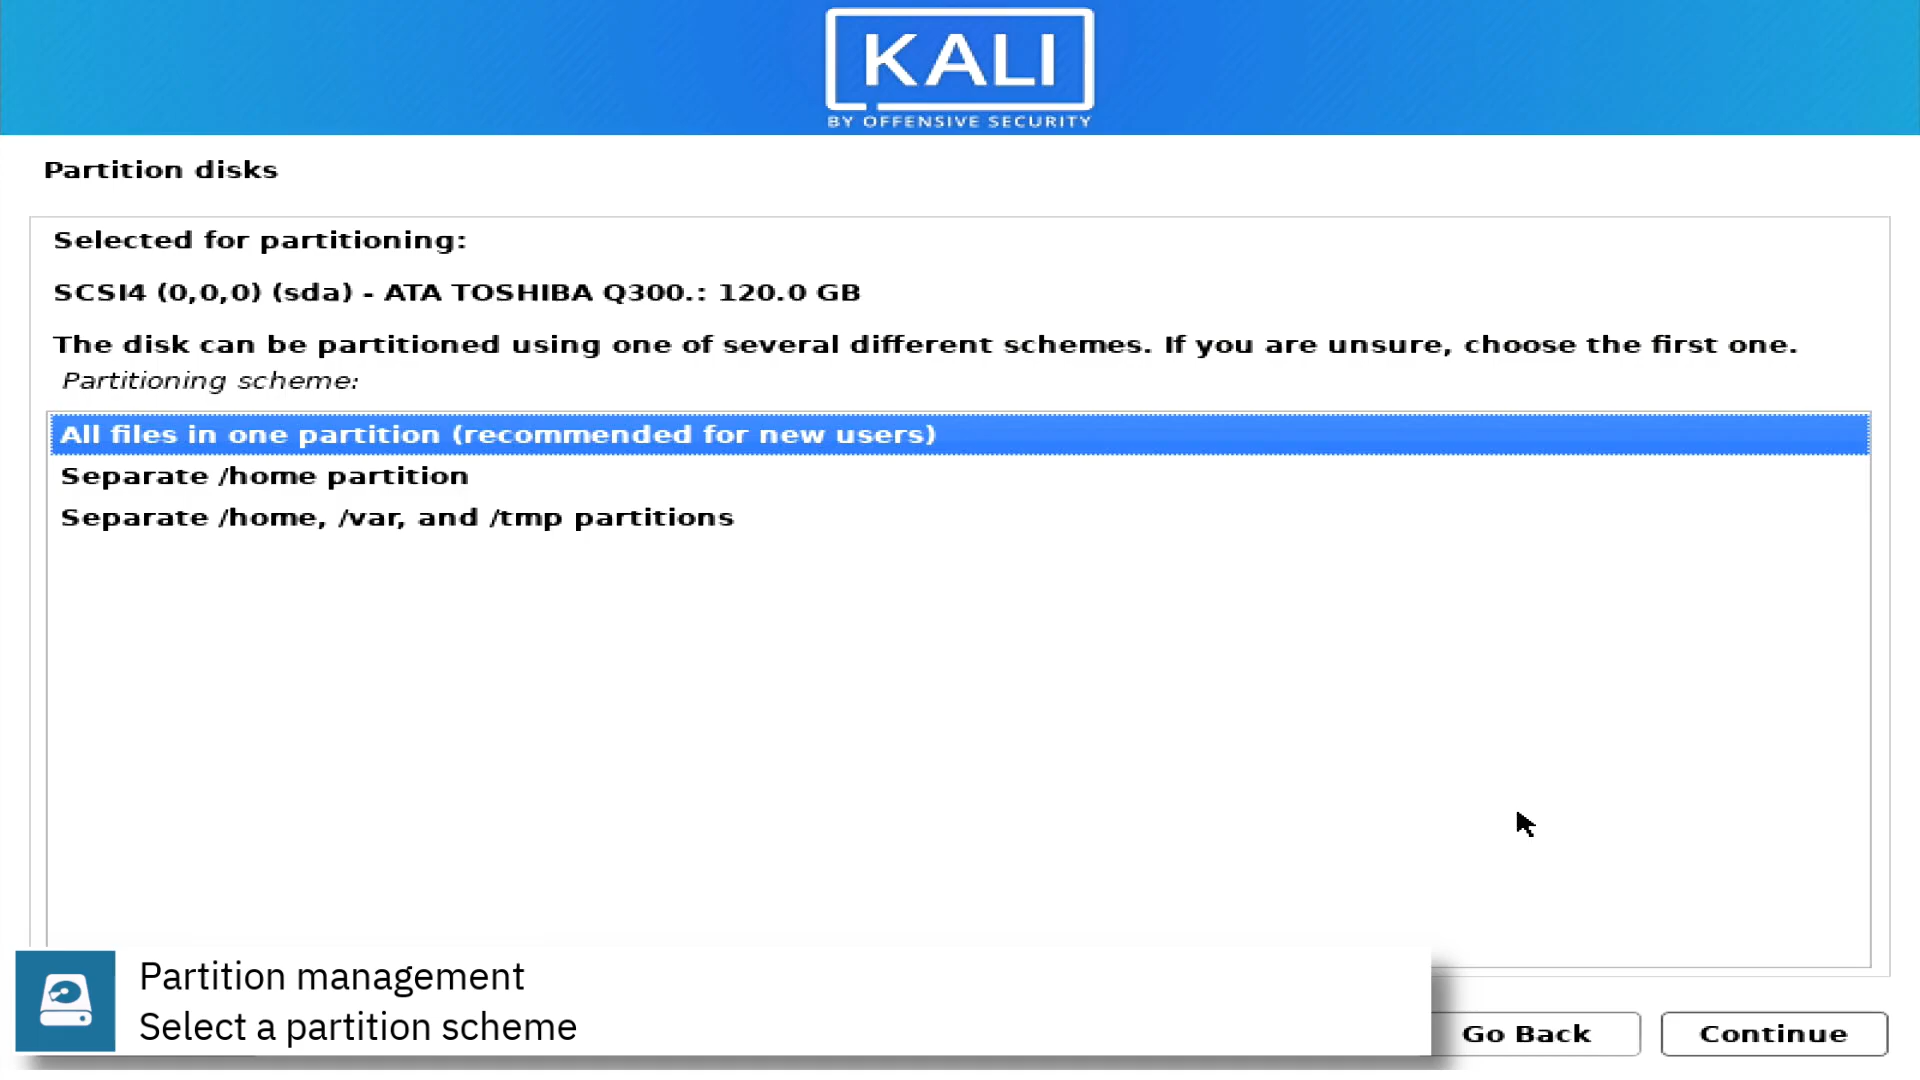 KALI
BY OFFENSIVE SECURITY
Partition disks
Selected for partitioning:
SCSI4 (0,0,0) (sda) - ATA TOSHIBA Q300.: 120.0 GB
The disk can be partitioned using one of several different schemes. If you are unsure, choose the first one.
Partitioning scheme:
All files in one partition (recommended for new users)
Separate /home partition
Separate /home, /var, and /tmp partitions
Partition management
Select a partition scheme
Go Back
Continue